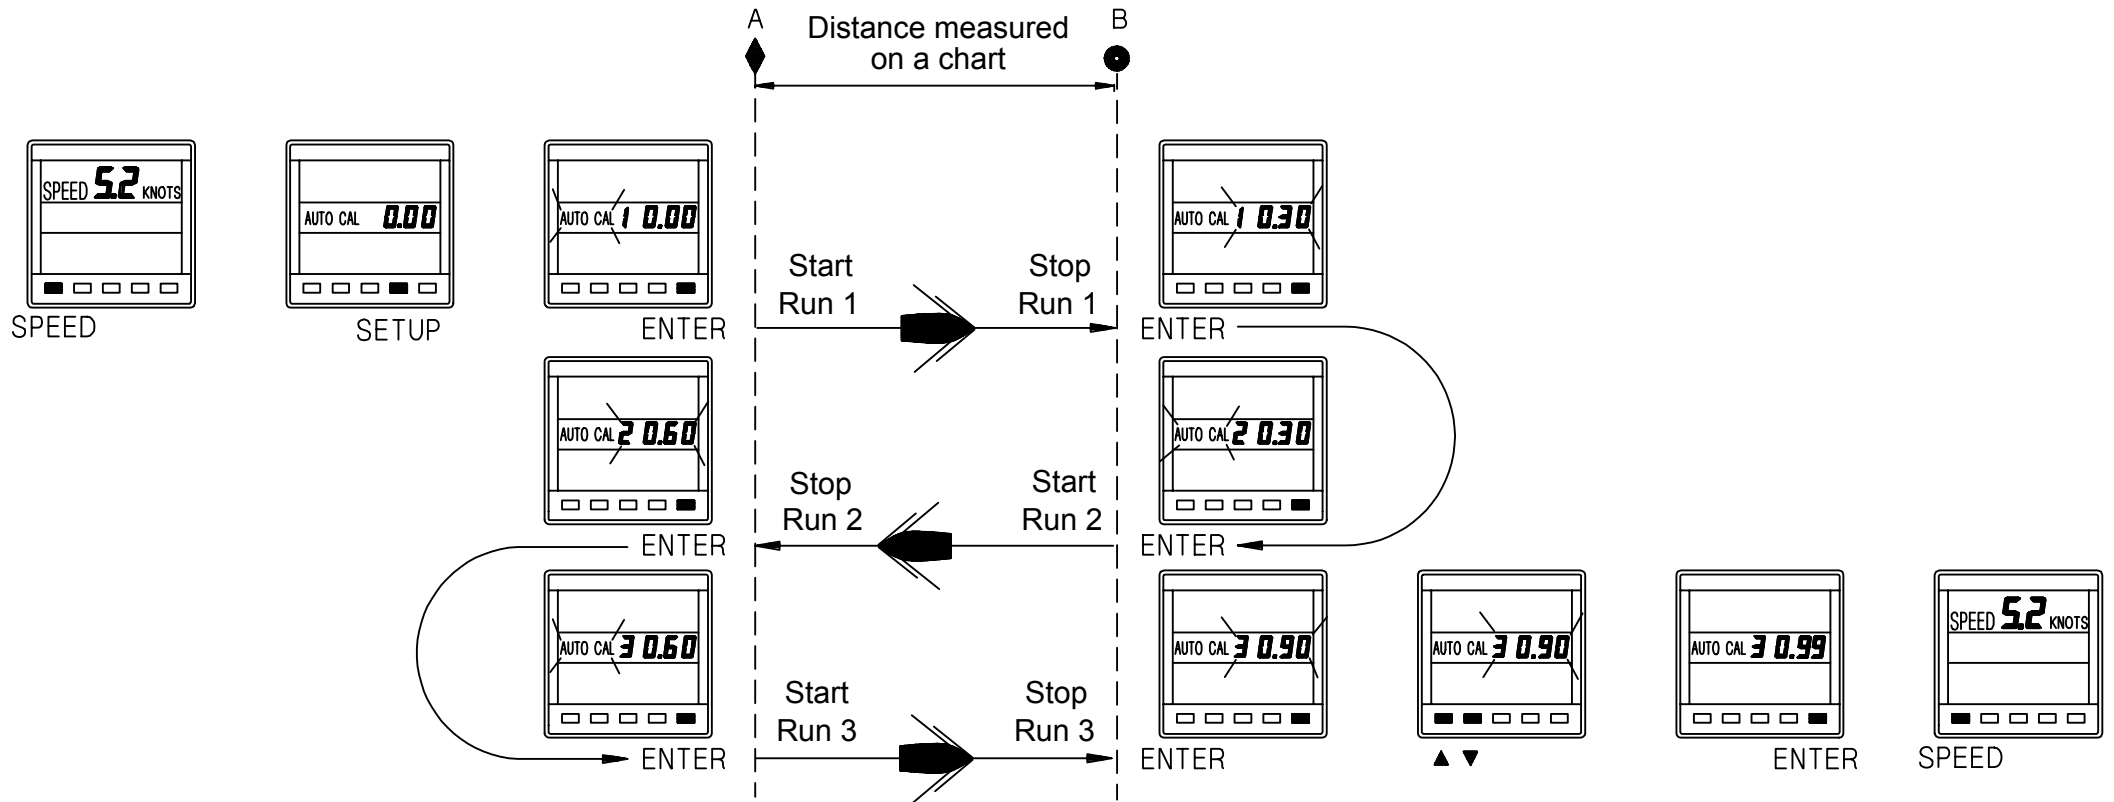 A
Distance measured
on a chart
B
SPEED 5.2 KNOTS
AUTO CAL 0.00
AUTO CAL 1 0.00
AUTO CAL 1 0.30
Start
Run 1
Stop
Run 1
SPEED
SETUP
ENTER
ENTER
AUTO CAL 2 0.60
AUTO CAL 2 0.30
Stop
Run 2
Start
Run 2
ENTER
ENTER
AUTO CAL 3 0.60
AUTO CAL 3 0.90
AUTO CAL 3 0.90
AUTO CAL 3 0.99
SPEED 5.2 KNOTS
Start
Run 3
Stop
Run 3
ENTER
ENTER
▲ ▼
ENTER
SPEED